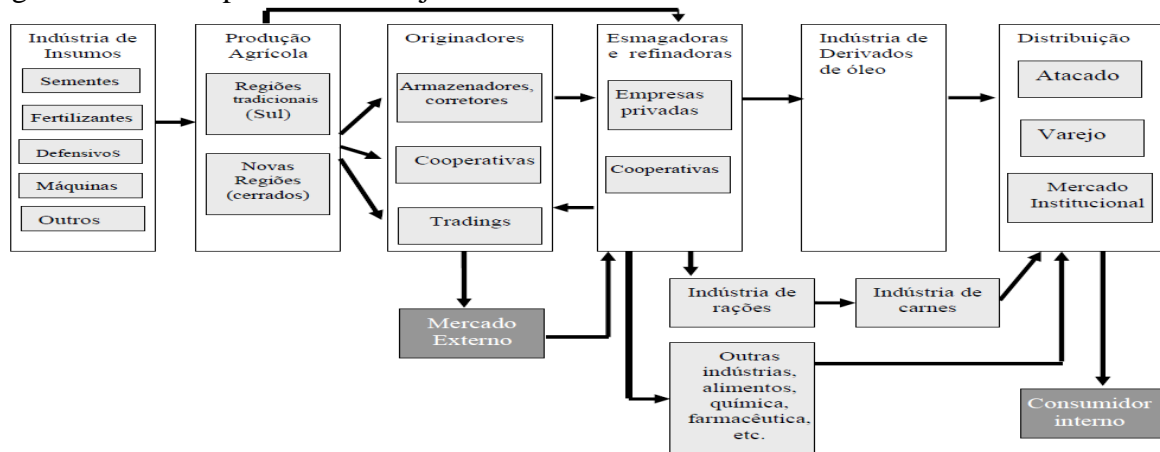 Indústria de
Insumos
Sementes
Fertilizantes
Defensivos
Máquinas
Outros
Produção
Agrícola
Regiões
tradicionais
(Sul)
Novas
Regiões
(cerrados)
Originadores
Armazenadores,
corretores
Cooperativas
Tradings
Mercado
Externo
Esmagadoras
e refinadoras
Empresas
privadas
Cooperativas
Indústria de
Derivados
de óleo
Indústria de
rações
Indústria de
carnes
Outras
indústrias,
alimentos,
química,
farmacêutica,
etc.
Distribuição
Atacado
Varejo
Mercado
Institucional
Consumidor
interno